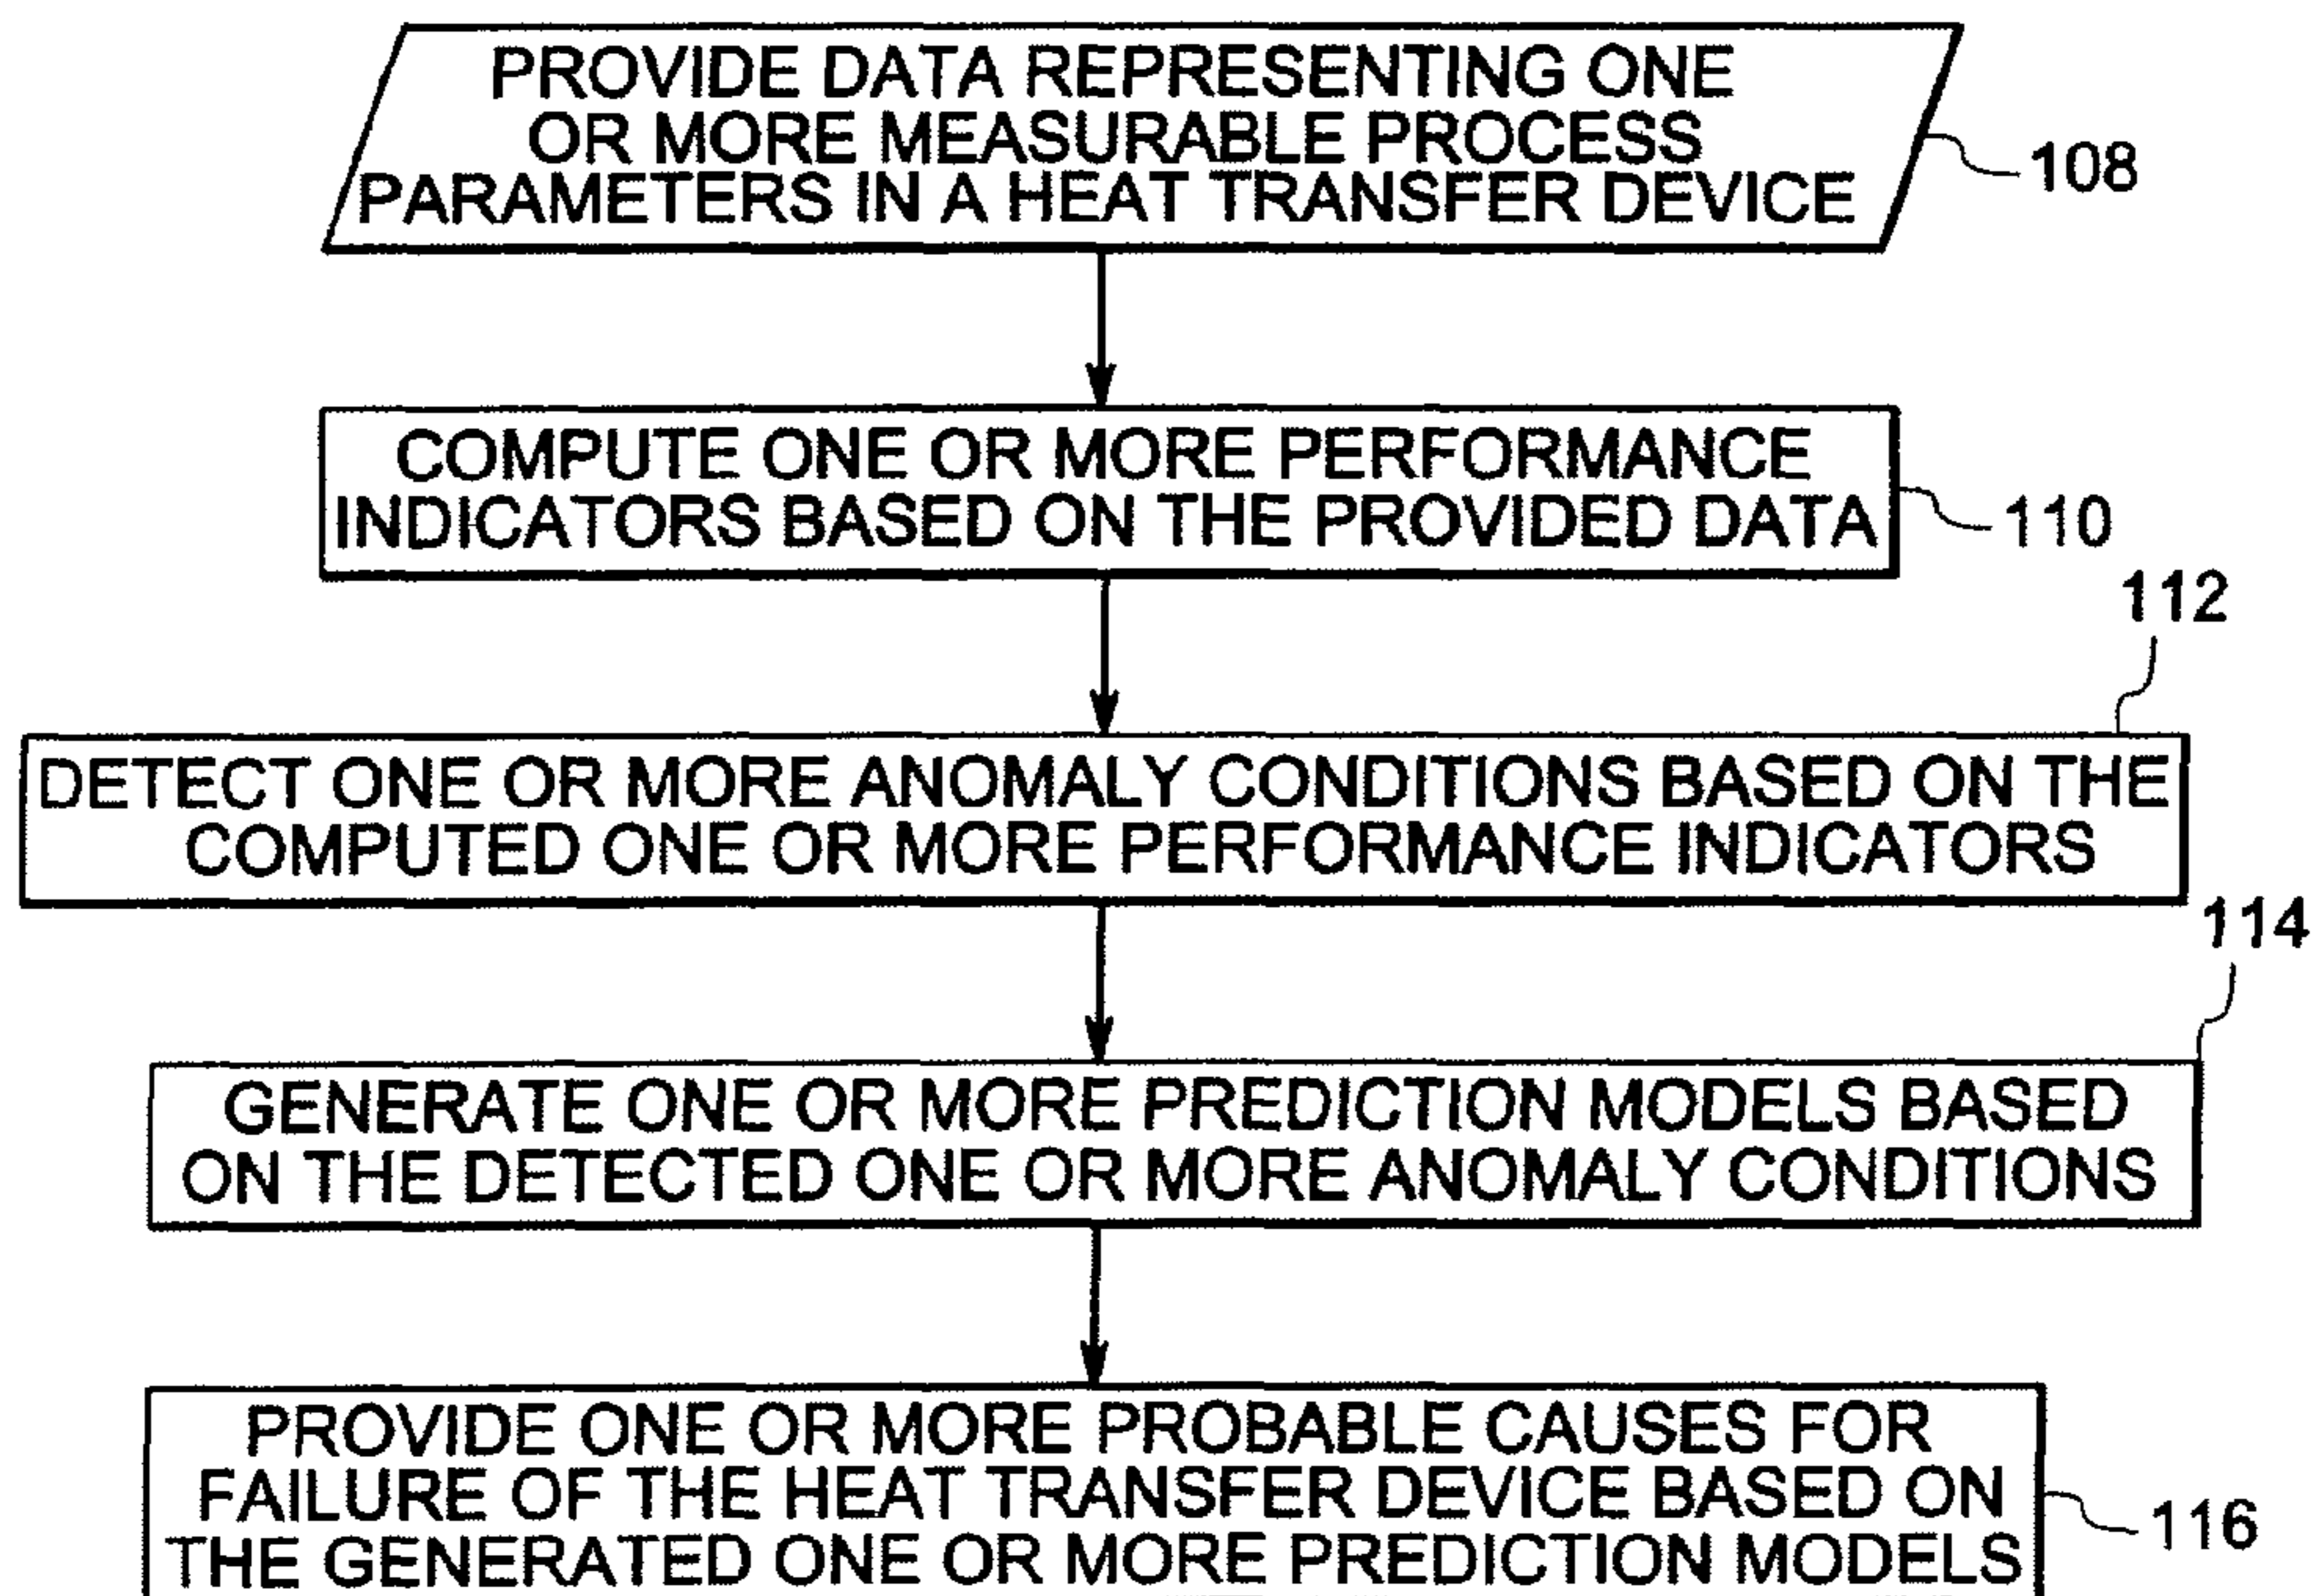 PROVIDE DATA REPRESENTING ONE
OR MORE MEASURABLE PROCESS
PARAMETERS IN A HEAT TRANSFER DEVICE
108
COMPUTE ONE OR MORE PERFORMANCE
INDICATORS BASED ON THE PROVIDED DATA
110
112
DETECT ONE OR MORE ANOMALY CONDITIONS BASED ON THE
COMPUTED ONE OR MORE PERFORMANCE INDICATORS
114
GENERATE ONE OR MORE PREDICTION MODELS BASED
ON THE DETECTED ONE OR MORE ANOMALY CONDITIONS
PROVIDE ONE OR MORE PROBABLE CAUSES FOR
FAILURE OF THE HEAT TRANSFER DEVICE BASED ON
THE GENERATED ONE OR MORE PREDICTION MODELS
116